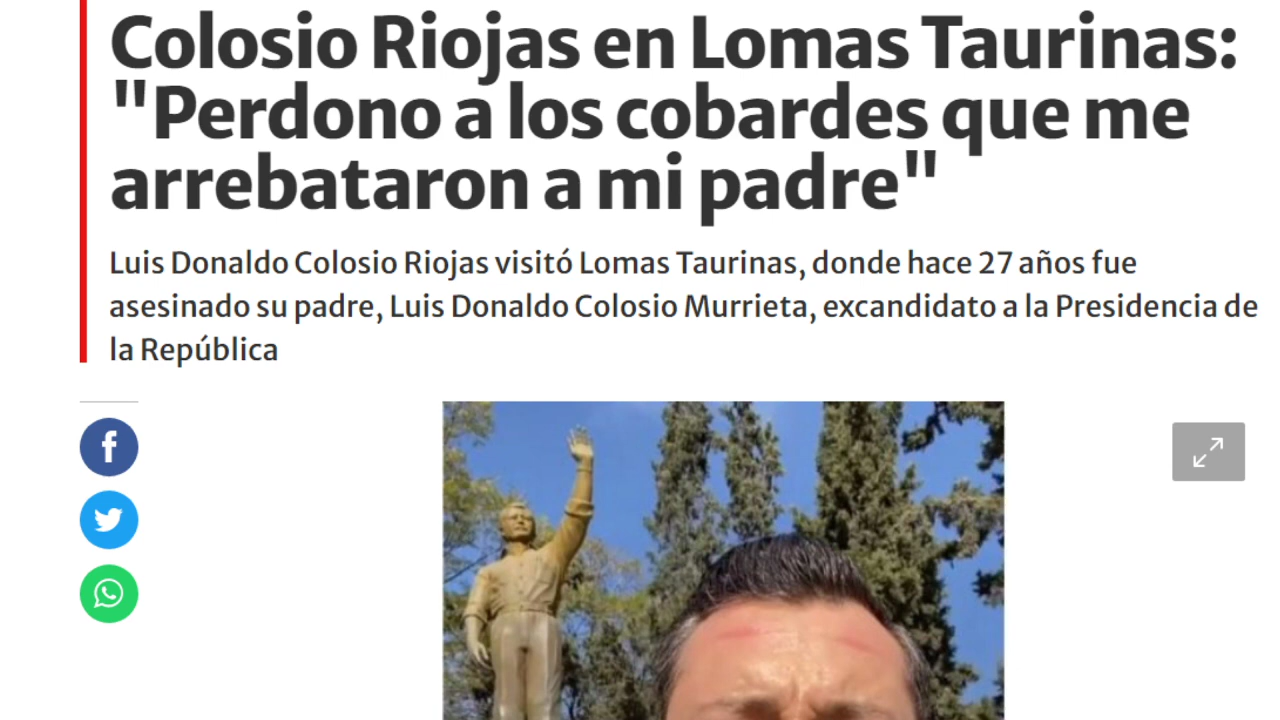 Colosio Riojas en Lomas Taurinas:
"Perdono a los cobardes que me
arrebataron a mi padre"
Luis Donaldo Colosio Riojas visitó Lomas Taurinas, donde hace 27 años fue
asesinado su padre, Luis Donaldo Colosio Murrieta, excandidato a la Presidencia de
la República